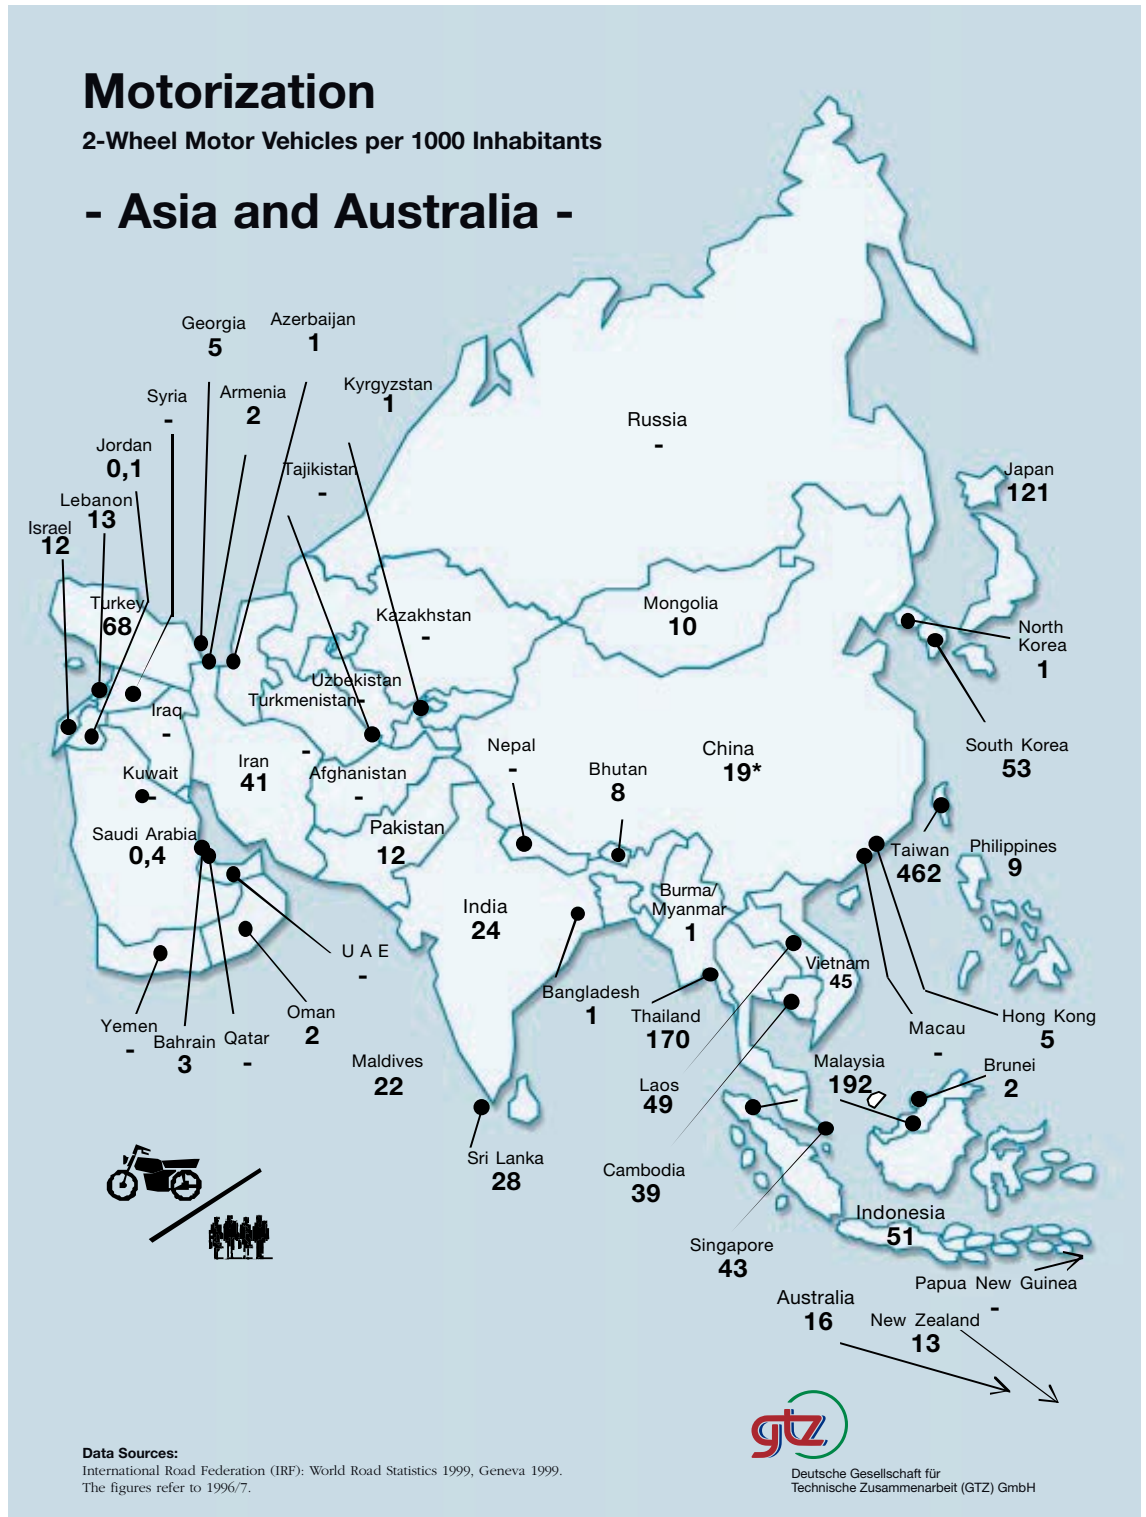 Motorization
2-Wheel Motor Vehicles per 1000 Inhabitants
- Asia and Australia -
Georgia
5
Azerbaijan
1
Syria
-
Armenia
2
Kyrgyzstan
1
Russia
-
Jordan
0,1
Tajikistan
-
Japan
121
Lebanon
13
Israel
12
Turkey
68
Kazakhstan
-
Mongolia
10
North
Korea
1
Uzbekistan
-
Turkmenistan
-
Iraq
-
South Korea
53
Nepal
-
China
19*
Iran
41
Afghanistan
-
Kuwait
-
Bhutan
8
Saudi Arabia
0,4
Pakistan
12
Taiwan
462
Philippines
9
India
24
Burma/
Myanmar
1
UAE
-
Vietnam
45
Bangladesh
1
Thailand
170
Yemen
-
Bahrain
3
Qatar
-
Oman
2
Macau
-
Hong Kong
5
Maldives
22
Laos
49
Malaysia
192
Brunei
2
Sri Lanka
28
Cambodia
39
Indonesia
51
Singapore
43
Papua New Guinea
-
Australia
16
New Zealand
13
gtz
Data Sources:
International Road Federation (IRF): World Road Statistics 1999, Geneva 1999.
The figures refer to 1996/7.
Deutsche Gesellschaft für
Technische Zusammenarbeit (GTZ) GmbH